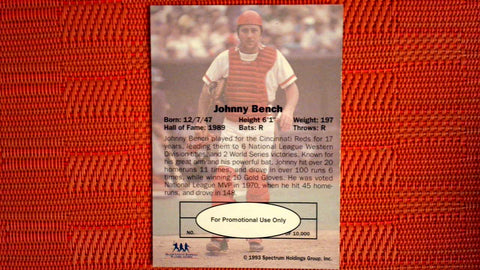 Johnny Bench
Born: 12/7/47 Height 6'1" Weight: 197
Hall of Fame: 1989 Bats: R Throws: R
Johnny Bench played for the Cincinnati Reds for 17
years, leading them to 6 National League Western
Division titles and 2 World Series victories. Known for
his great arm and his powerful bat, Johnny hit over 20
homeruns 11 times, and drove in over 100 runs 6
times, while winning 10 Gold Gloves. He was voted
National League MVP in 1970, when he hit 45 home-
runs, and drove in 148.
For Promotional Use Only
NO. OF 10,000
© 1993 Spectrum Holdings Group, Inc.